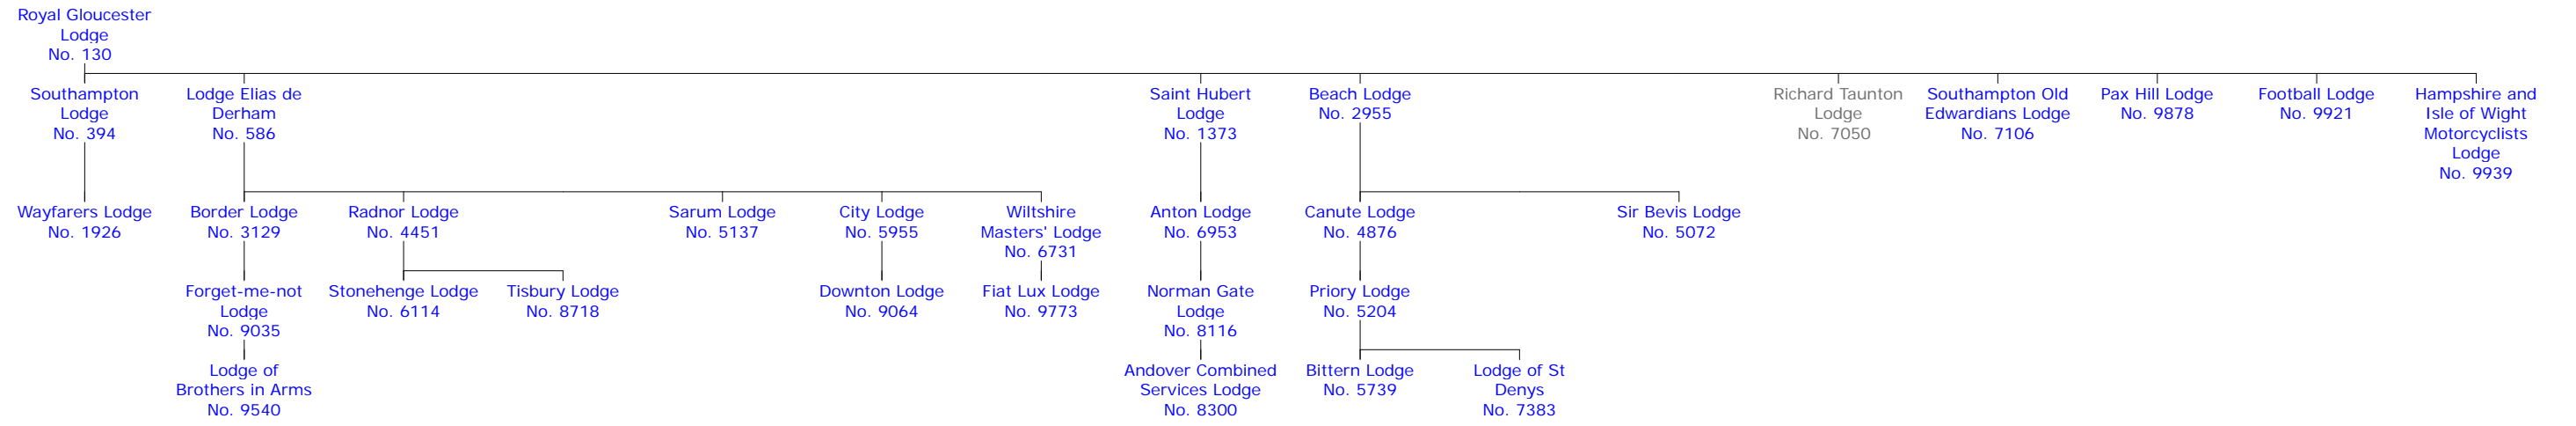 Royal Gloucester
Lodge
No. 130
Southampton
Lodge
No. 394
Lodge Elias de
Derham
No. 586
Saint Hubert
Lodge
No. 1373
Beach Lodge
No. 2955
Richard Taunton
Lodge
No. 7050
Southampton Old
Edwardians Lodge
No. 7106
Pax Hill Lodge
No. 9878
Football Lodge
No. 9921
Hampshire and
Isle of Wight
Motorcyclists
Lodge
No. 9939
Wayfarers Lodge
No. 1926
Border Lodge
No. 3129
Radnor Lodge
No. 4451
Sarum Lodge
No. 5137
City Lodge
No. 5955
Wiltshire
Masters' Lodge
No. 6731
Anton Lodge
No. 6953
Canute Lodge
No. 4876
Sir Bevis Lodge
No. 5072
Forget-me-not
Lodge
No. 9035
Stonehenge Lodge
No. 6114
Tisbury Lodge
No. 8718
Downton Lodge
No. 9064
Fiat Lux Lodge
No. 9773
Norman Gate
Lodge
No. 8116
Priory Lodge
No. 5204
Lodge of
Brothers in Arms
No. 9540
Andover Combined
Services Lodge
No. 8300
Bittern Lodge
No. 5739
Lodge of St
Denys
No. 7383